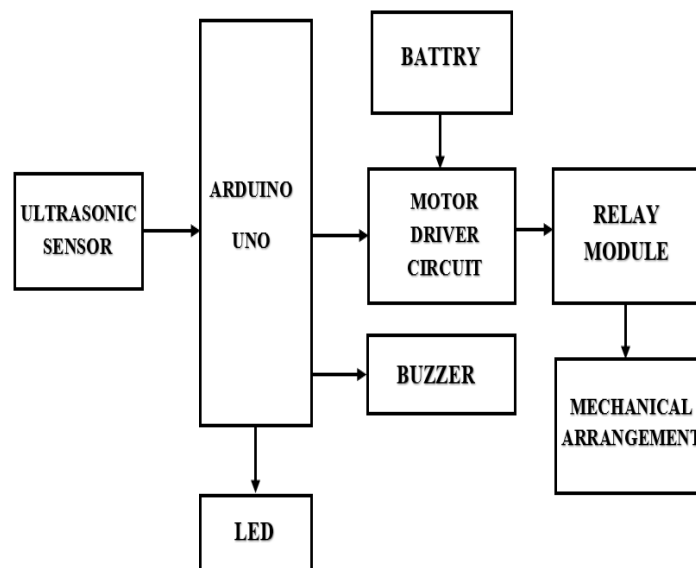 BATTRY
ULTRASONIC
SENSOR
ARDUINO
UNO
MOTOR
DRIVER
CIRCUIT
RELAY
MODULE
BUZZER
MECHANICAL
ARRANGEMENT
LED